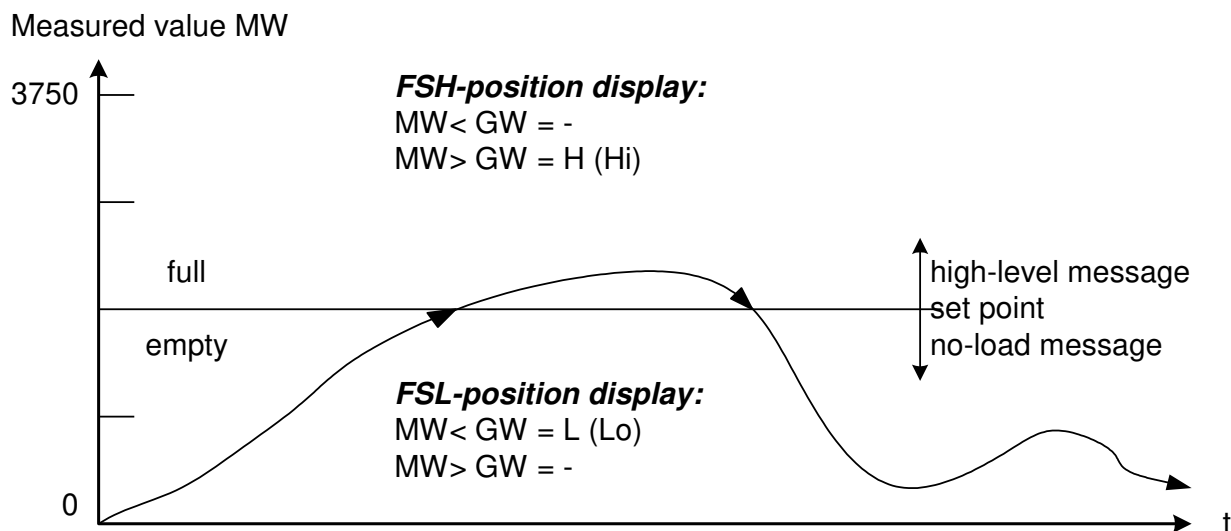 Measured value MW
3750
FSH-position display:
MW< GW = -
MW> GW = H (Hi)
full
high-level message
set point
empty
no-load message
FSL-position display:
MW< GW = L (Lo)
MW> GW = -
0
t